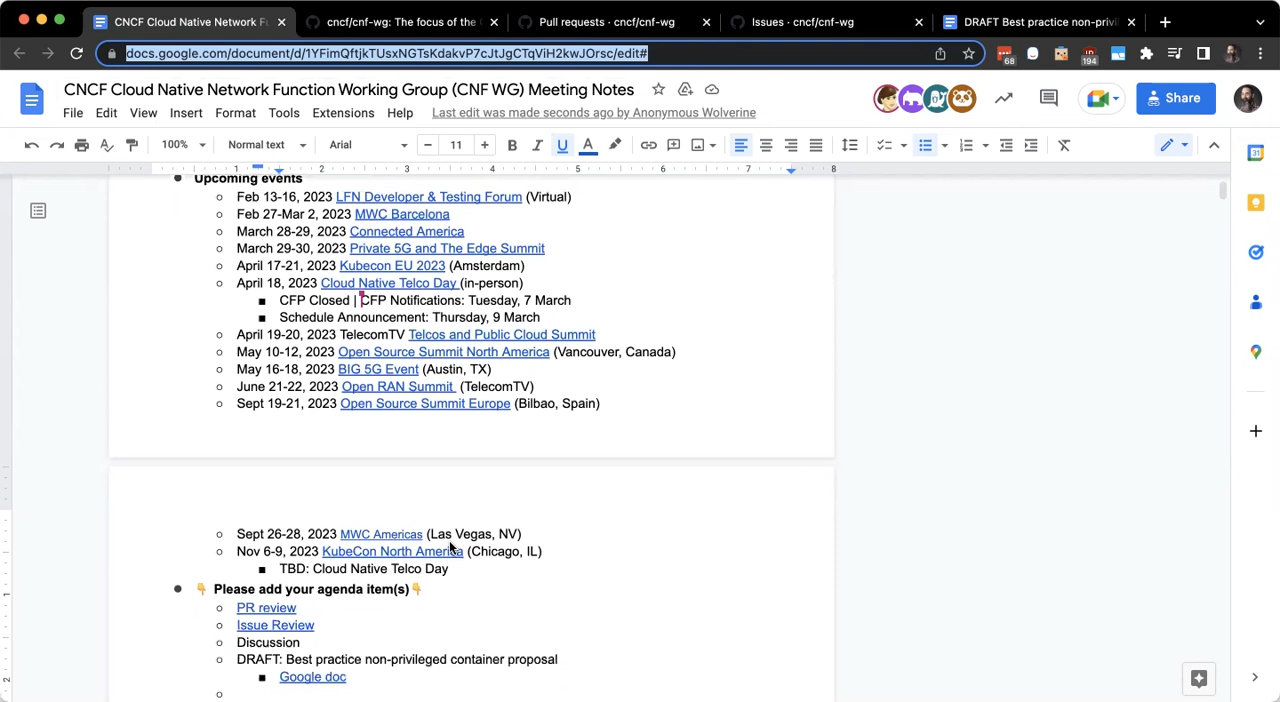 CNCF Cloud Native Network F
cncf/cnf-wg: The focus of the
Pull requests · cncf/cnf-wg
Issues · cncf/cnf-wg
DRAFT Best practice non-privi
docs.google.com/document/d/1YFimQftjkTUsxNGTsKdakvP7cJtJgCTqViH2kwJOrsc/edit#
68
194
CNCF Cloud Native Network Function Working Group (CNF WG) Meeting Notes
Share
File Edit View Insert Format Tools Extensions Help Last edit was made seconds ago by Anonymous Wolverine
100% Normal text Arial 11
1 2 3 4 5 6 7 8
Upcoming events
Feb 13-16, 2023 LFN Developer & Testing Forum (Virtual)
Feb 27-Mar 2, 2023 MWC Barcelona
March 28-29, 2023 Connected America
March 29-30, 2023 Private 5G and The Edge Summit
April 17-21, 2023 Kubecon EU 2023 (Amsterdam)
April 18, 2023 Cloud Native Telco Day (in-person)
CFP Closed | CFP Notifications: Tuesday, 7 March
Schedule Announcement: Thursday, 9 March
April 19-20, 2023 TelecomTV Telcos and Public Cloud Summit
May 10-12, 2023 Open Source Summit North America (Vancouver, Canada)
May 16-18, 2023 BIG 5G Event (Austin, TX)
June 21-22, 2023 Open RAN Summit (TelecomTV)
Sept 19-21, 2023 Open Source Summit Europe (Bilbao, Spain)
Sept 26-28, 2023 MWC Americas (Las Vegas, NV)
Nov 6-9, 2023 KubeCon North America (Chicago, IL)
TBD: Cloud Native Telco Day
👇 Please add your agenda item(s)👇
PR review
Issue Review
Discussion
DRAFT: Best practice non-privileged container proposal
Google doc